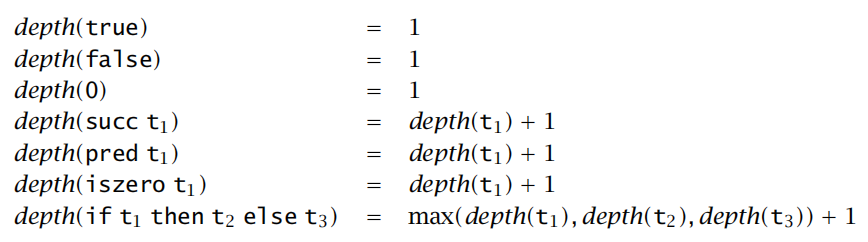 depth(true) = 1
depth(false) = 1
depth(0) = 1
depth(succ t₁) = depth(t₁) + 1
depth(pred t₁) = depth(t₁) + 1
depth(iszero t₁) = depth(t₁) + 1
depth(if t₁ then t₂ else t₃) = max(depth(t₁), depth(t₂), depth(t₃)) + 1